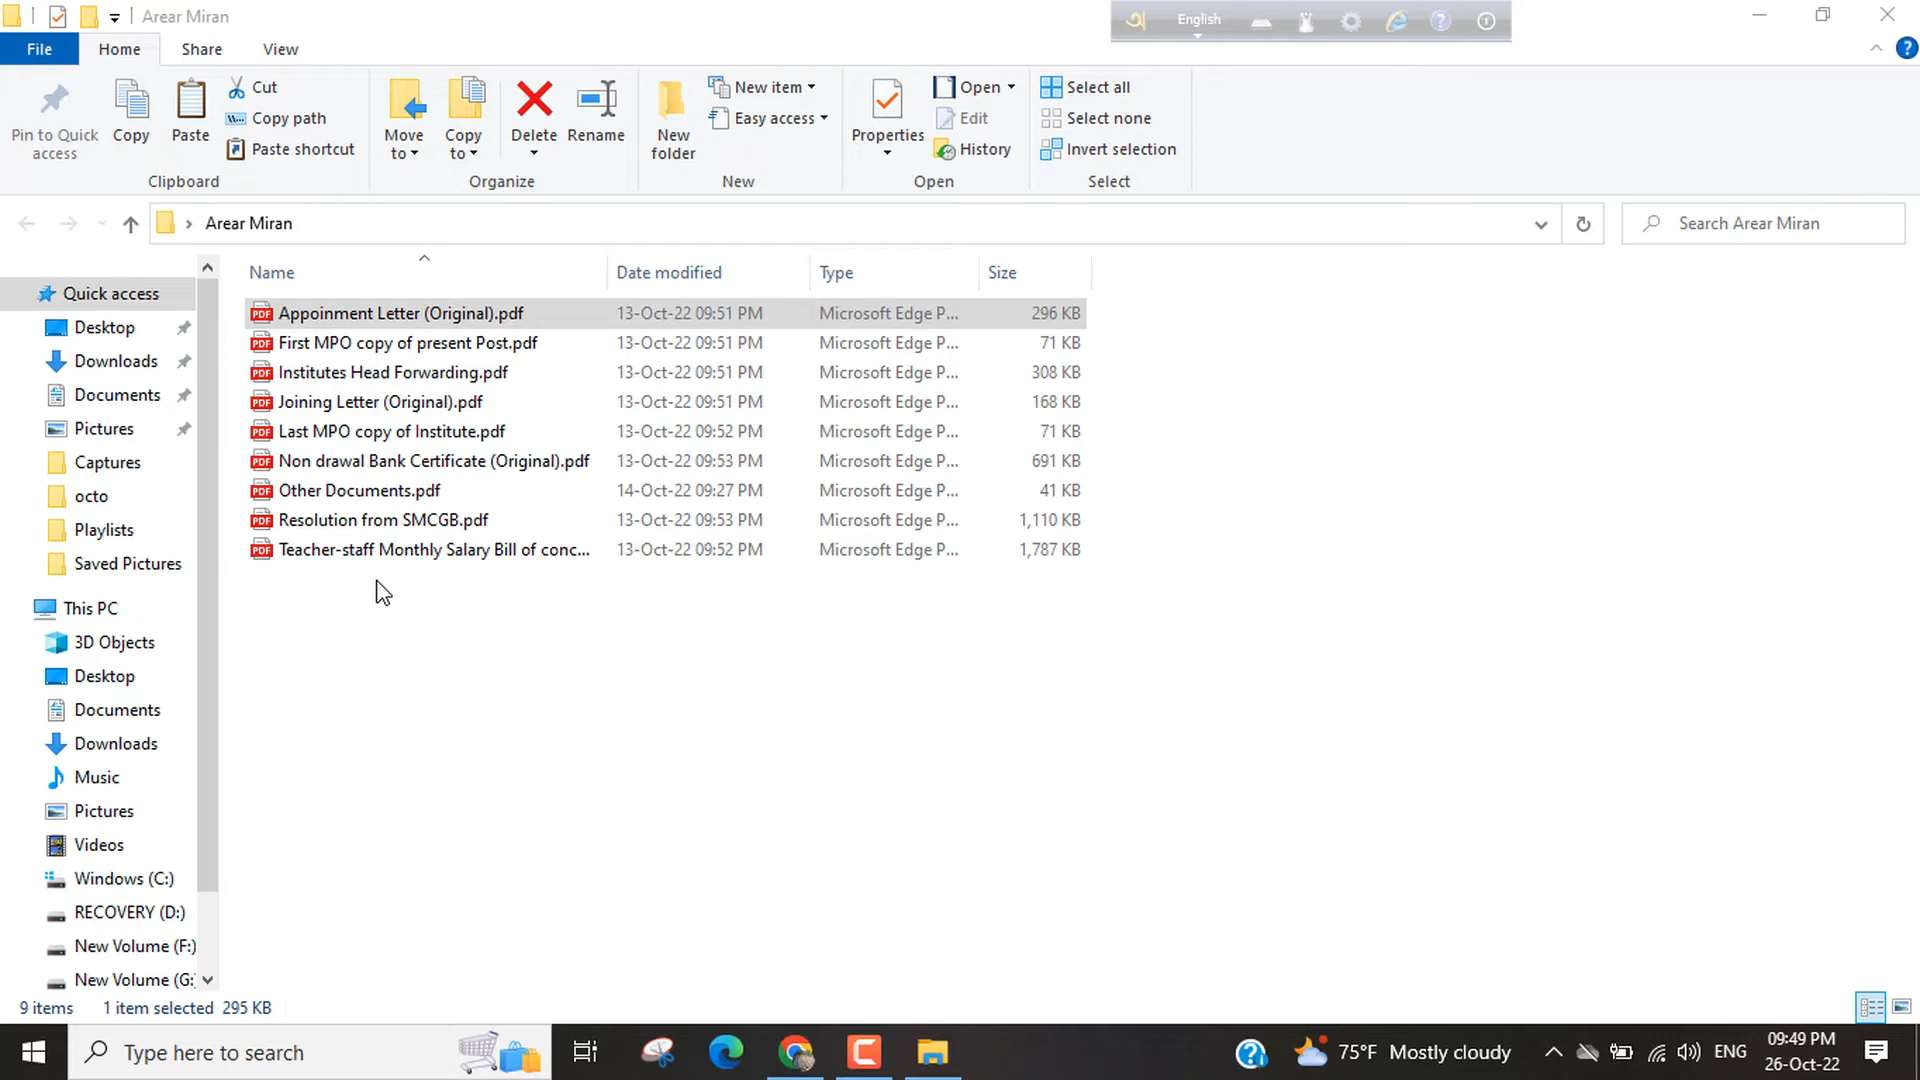 Arear Miran
English
File Home Share View
Pin to Quick access
Copy
Paste
Cut
Copy path
Paste shortcut
Clipboard
Move to
Copy to
Delete
Rename
Organize
New folder
New item
Easy access
New
Properties
Open
Edit
History
Open
Select all
Select none
Invert selection
Select
Arear Miran
Search Arear Miran
Quick access
Desktop
Downloads
Documents
Pictures
Captures
octo
Playlists
Saved Pictures
This PC
3D Objects
Desktop
Documents
Downloads
Music
Pictures
Videos
Windows (C:)
RECOVERY (D:)
New Volume (F:)
New Volume (G:
Name Date modified Type Size
PDF Appoinment Letter (Original).pdf 13-Oct-22 09:51 PM Microsoft Edge P... 296 KB
PDF First MPO copy of present Post.pdf 13-Oct-22 09:51 PM Microsoft Edge P... 71 KB
PDF Institutes Head Forwarding.pdf 13-Oct-22 09:51 PM Microsoft Edge P... 308 KB
PDF Joining Letter (Original).pdf 13-Oct-22 09:51 PM Microsoft Edge P... 168 KB
PDF Last MPO copy of Institute.pdf 13-Oct-22 09:52 PM Microsoft Edge P... 71 KB
PDF Non drawal Bank Certificate (Original).pdf 13-Oct-22 09:53 PM Microsoft Edge P... 691 KB
PDF Other Documents.pdf 14-Oct-22 09:27 PM Microsoft Edge P... 41 KB
PDF Resolution from SMCGB.pdf 13-Oct-22 09:53 PM Microsoft Edge P... 1,110 KB
PDF Teacher-staff Monthly Salary Bill of conc... 13-Oct-22 09:52 PM Microsoft Edge P... 1,787 KB
9 items 1 item selected 295 KB
Type here to search
75°F Mostly cloudy
ENG
09:49 PM
26-Oct-22